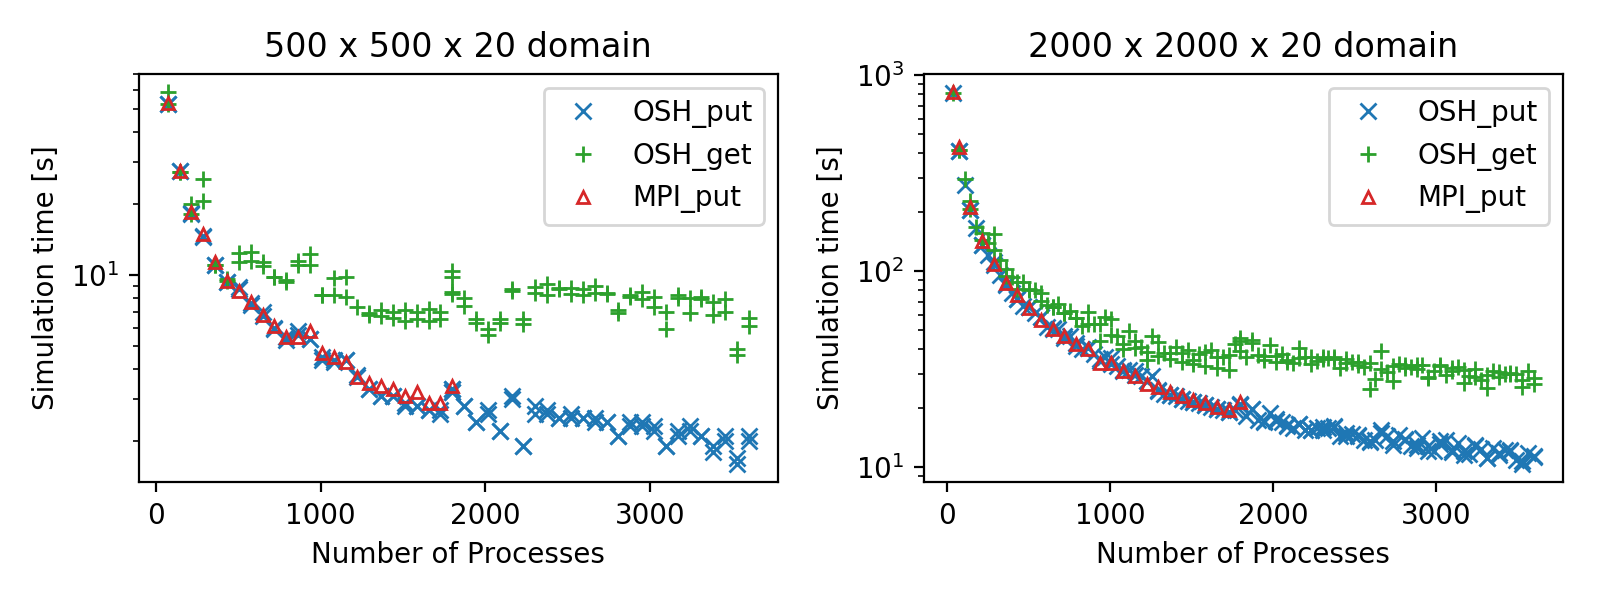 500 x 500 x 20 domain
Simulation time [s]
10¹
OSH_put
OSH_get
MPI_put
0 1000 2000 3000
Number of Processes
2000 x 2000 x 20 domain
Simulation time [s]
10³
10²
10¹
OSH_put
OSH_get
MPI_put
0 1000 2000 3000
Number of Processes